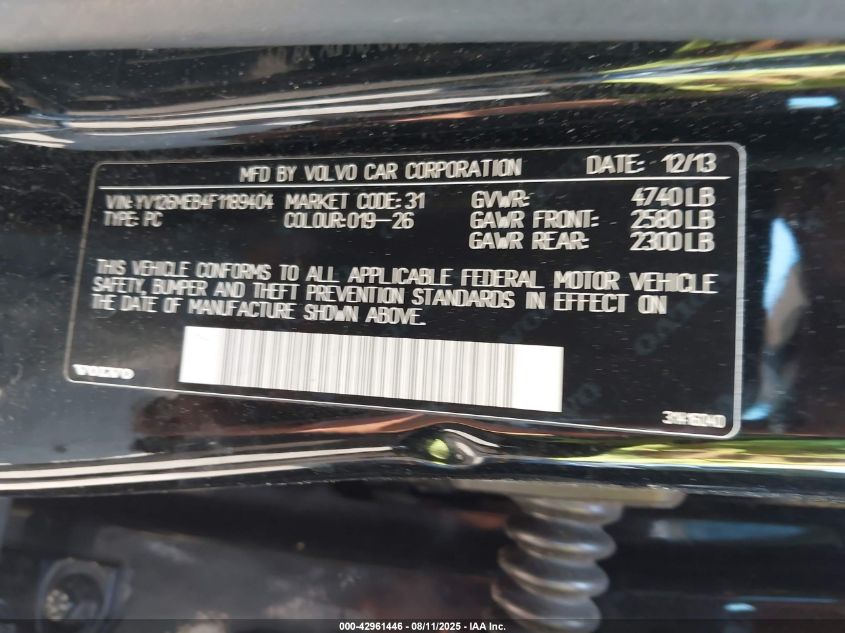 MFD BY VOLVO CAR CORPORATION DATE: 12/13
VIN: YV126MEB4F1189404 MARKET CODE: 31 GVWR: 4740 LB
TYPE: PC COLOUR: 019-26 GAWR FRONT: 2580 LB
GAWR REAR: 2300 LB
THIS VEHICLE CONFORMS TO ALL APPLICABLE FEDERAL MOTOR VEHICLE
SAFETY, BUMPER AND THEFT PREVENTION STANDARDS IN EFFECT ON
THE DATE OF MANUFACTURE SHOWN ABOVE.
VOLVO
000-42961446 - 08/11/2025 - IAA Inc.